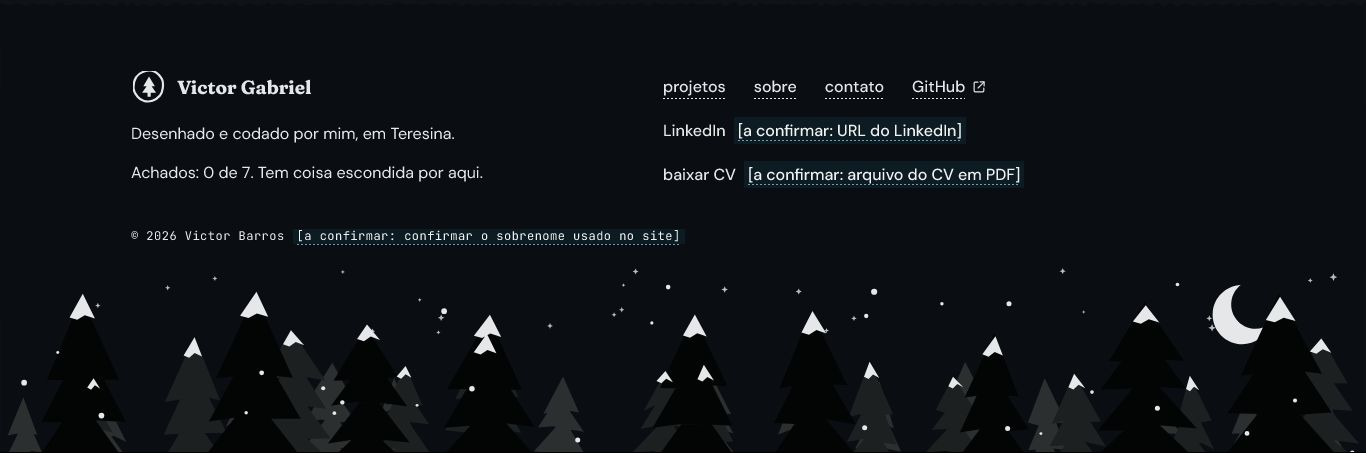 Victor Gabriel
Desenhado e codado por mim, em Teresina.
Achados: 0 de 7. Tem coisa escondida por aqui.
projetos sobre contato GitHub
LinkedIn [a confirmar: URL do LinkedIn]
baixar CV [a confirmar: arquivo do CV em PDF]
© 2026 Victor Barros [a confirmar: confirmar o sobrenome usado no site]